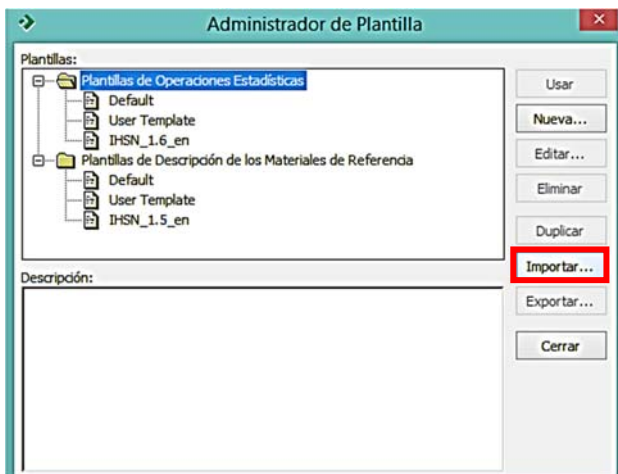 Administrador de Plantilla
Plantillas:
Plantillas de Operaciones Estadísticas
Default
User Template
IHSN_1.6_en
Plantillas de Descripción de los Materiales de Referencia
Default
User Template
IHSN_1.5_en
Usar
Nueva...
Editar...
Eliminar
Duplicar
Importar...
Exportar...
Cerrar
Descripción: